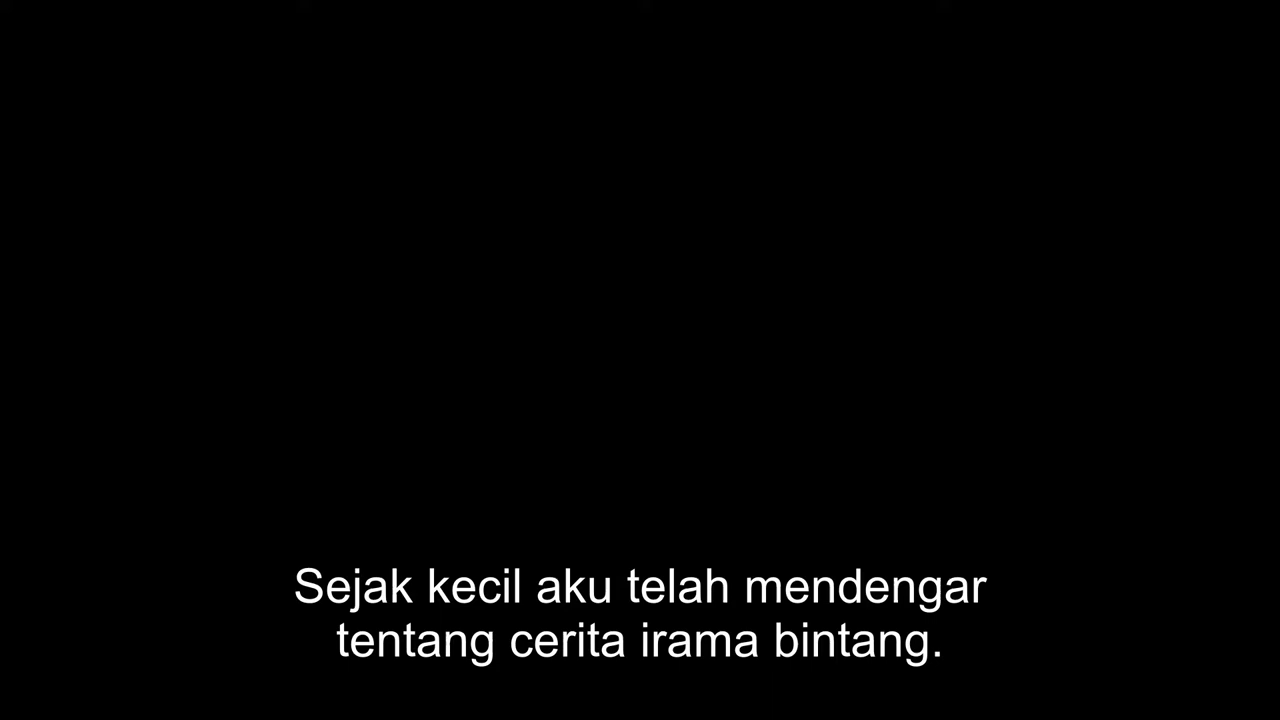 Sejak kecil aku telah mendengar
tentang cerita irama bintang.